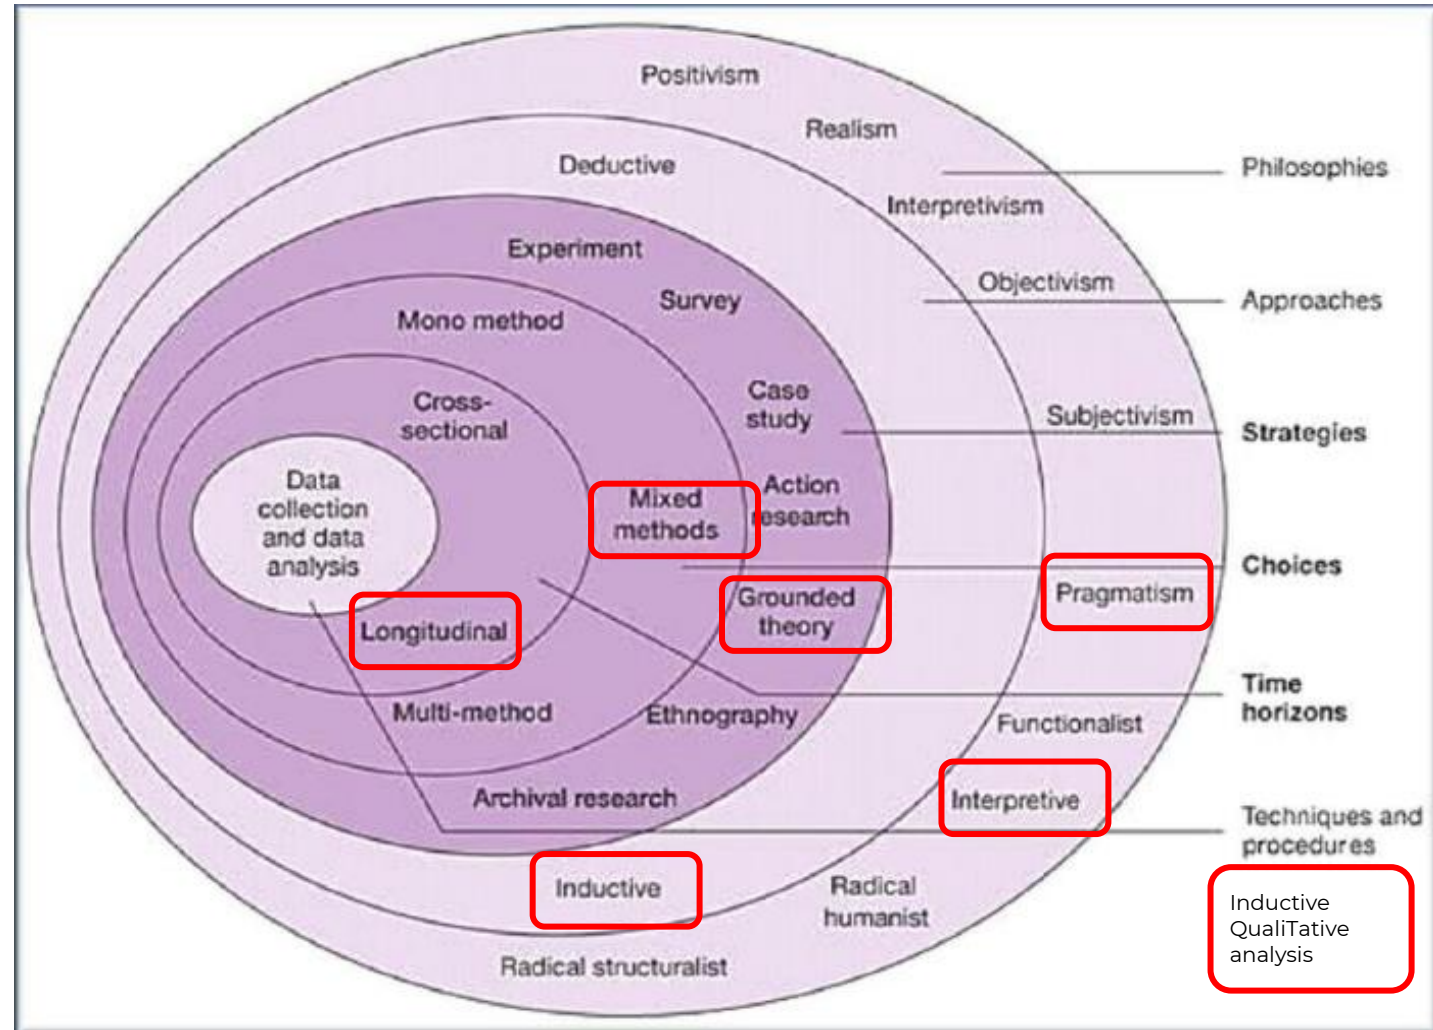 Positivism
Realism
Deductive
Philosophies
Interpretivism
Experiment
Objectivism
Survey
Approaches
Mono method
Case
study
Cross-
sectional
Subjectivism
Strategies
Data
collection
and data
analysis
Mixed
methods
Action
research
Choices
Pragmatism
Grounded
theory
Longitudinal
Time
horizons
Multi-method
Ethnography
Functionalist
Archival research
Interpretive
Techniques and
procedures
Inductive
Radical
humanist
Inductive
QualiTative
analysis
Radical structuralist